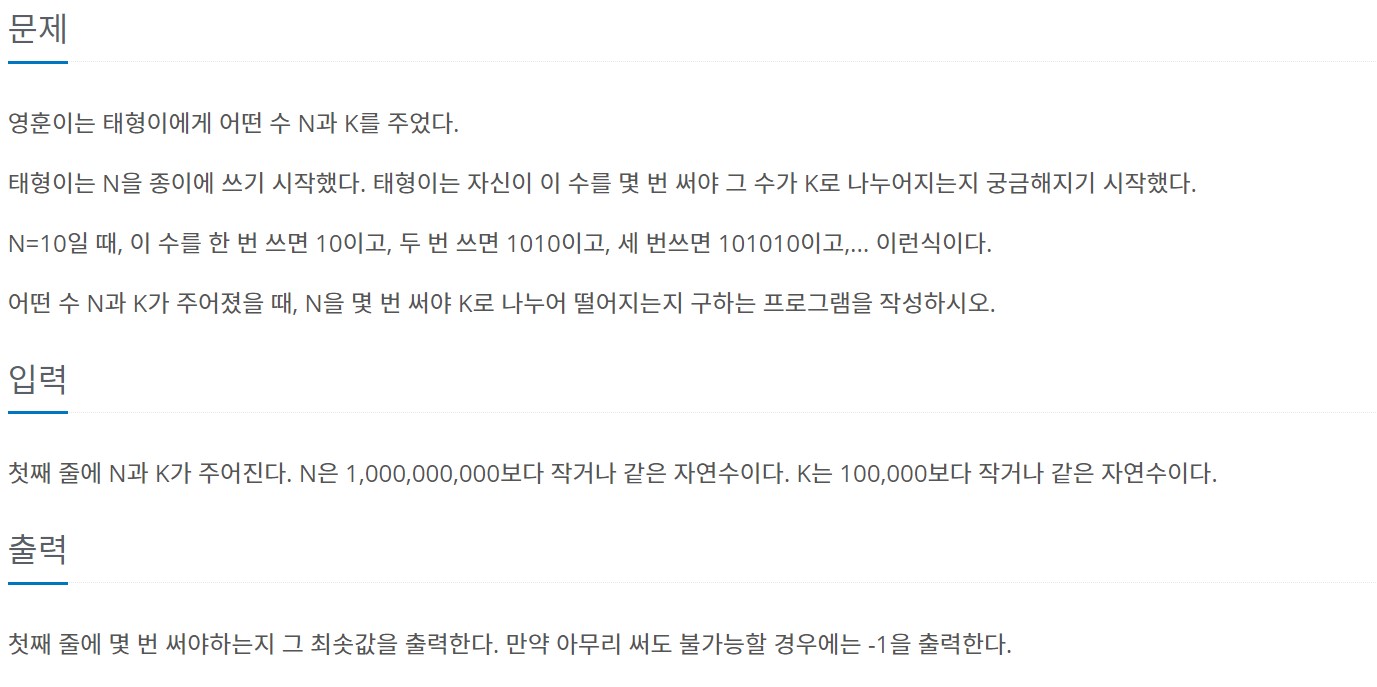 문제
영훈이는 태형이에게 어떤 수 N과 K를 주었다.
태형이는 N을 종이에 쓰기 시작했다. 태형이는 자신이 이 수를 몇 번 써야 그 수가 K로 나누어지는지 궁금해지기 시작했다.
N=10일 때, 이 수를 한 번 쓰면 10이고, 두 번 쓰면 1010이고, 세 번쓰면 101010이고,... 이런식이다.
어떤 수 N과 K가 주어졌을 때, N을 몇 번 써야 K로 나누어 떨어지는지 구하는 프로그램을 작성하시오.
입력
첫째 줄에 N과 K가 주어진다. N은 1,000,000,000보다 작거나 같은 자연수이다. K는 100,000보다 작거나 같은 자연수이다.
출력
첫째 줄에 몇 번 써야하는지 그 최솟값을 출력한다. 만약 아무리 써도 불가능할 경우에는 -1을 출력한다.